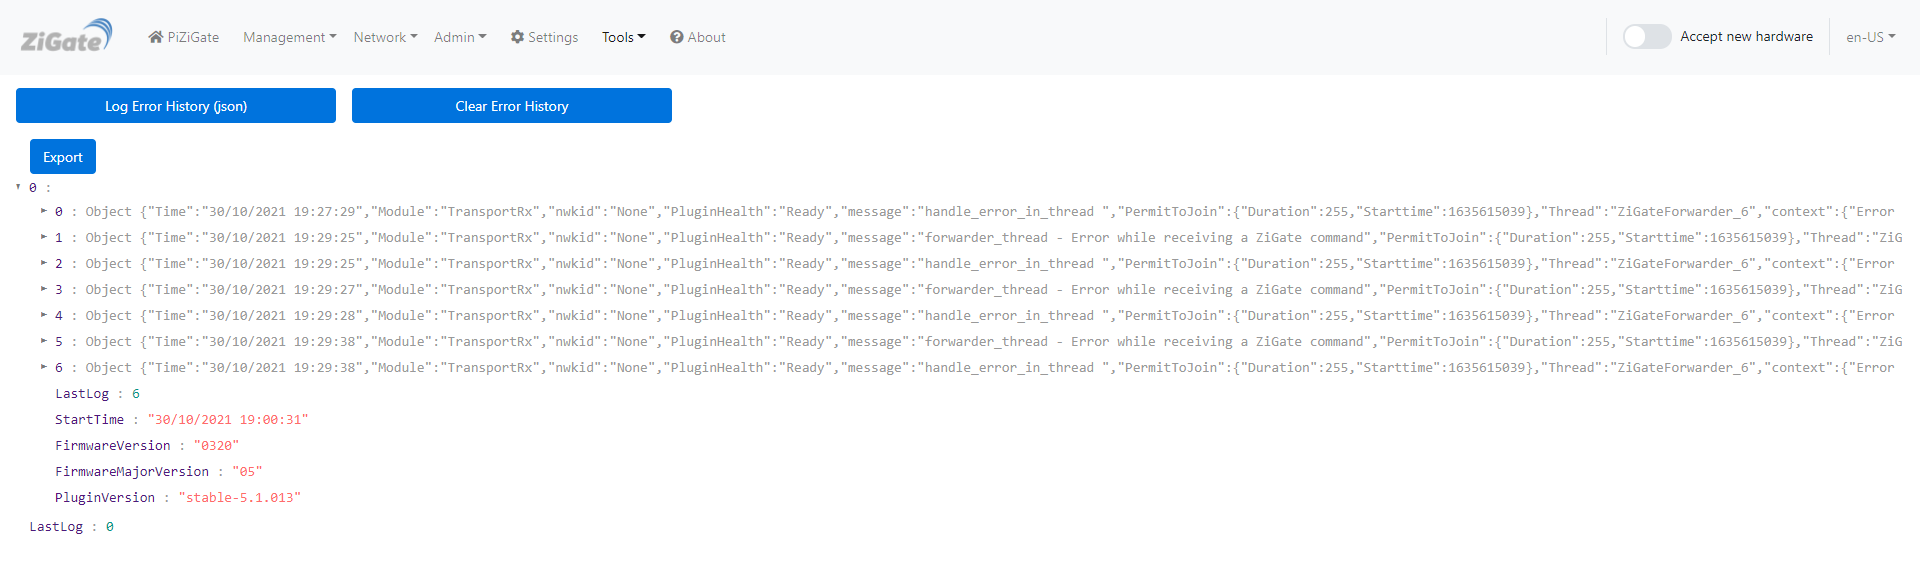 ZiGate PiZiGate Management Network Admin Settings Tools About Accept new hardware en-US
Log Error History (json) Clear Error History
Export
0 :
0 : Object {"Time":"30/10/2021 19:27:29","Module":"TransportRx","nwkid":"None","PluginHealth":"Ready","message":"handle_error_in_thread ","PermitToJoin":{"Duration":255,"Starttime":1635615039},"Thread":"ZiGateForwarder_6","context":{"Error
1 : Object {"Time":"30/10/2021 19:29:25","Module":"TransportRx","nwkid":"None","PluginHealth":"Ready","message":"forwarder_thread - Error while receiving a ZiGate command","PermitToJoin":{"Duration":255,"Starttime":1635615039},"Thread":"ZiG
2 : Object {"Time":"30/10/2021 19:29:25","Module":"TransportRx","nwkid":"None","PluginHealth":"Ready","message":"handle_error_in_thread ","PermitToJoin":{"Duration":255,"Starttime":1635615039},"Thread":"ZiGateForwarder_6","context":{"Error
3 : Object {"Time":"30/10/2021 19:29:27","Module":"TransportRx","nwkid":"None","PluginHealth":"Ready","message":"forwarder_thread - Error while receiving a ZiGate command","PermitToJoin":{"Duration":255,"Starttime":1635615039},"Thread":"ZiG
4 : Object {"Time":"30/10/2021 19:29:28","Module":"TransportRx","nwkid":"None","PluginHealth":"Ready","message":"handle_error_in_thread ","PermitToJoin":{"Duration":255,"Starttime":1635615039},"Thread":"ZiGateForwarder_6","context":{"Error
5 : Object {"Time":"30/10/2021 19:29:38","Module":"TransportRx","nwkid":"None","PluginHealth":"Ready","message":"forwarder_thread - Error while receiving a ZiGate command","PermitToJoin":{"Duration":255,"Starttime":1635615039},"Thread":"ZiG
6 : Object {"Time":"30/10/2021 19:29:38","Module":"TransportRx","nwkid":"None","PluginHealth":"Ready","message":"handle_error_in_thread ","PermitToJoin":{"Duration":255,"Starttime":1635615039},"Thread":"ZiGateForwarder_6","context":{"Error
LastLog : 6
StartTime : "30/10/2021 19:00:31"
FirmwareVersion : "0320"
FirmwareMajorVersion : "05"
PluginVersion : "stable-5.1.013"
LastLog : 0